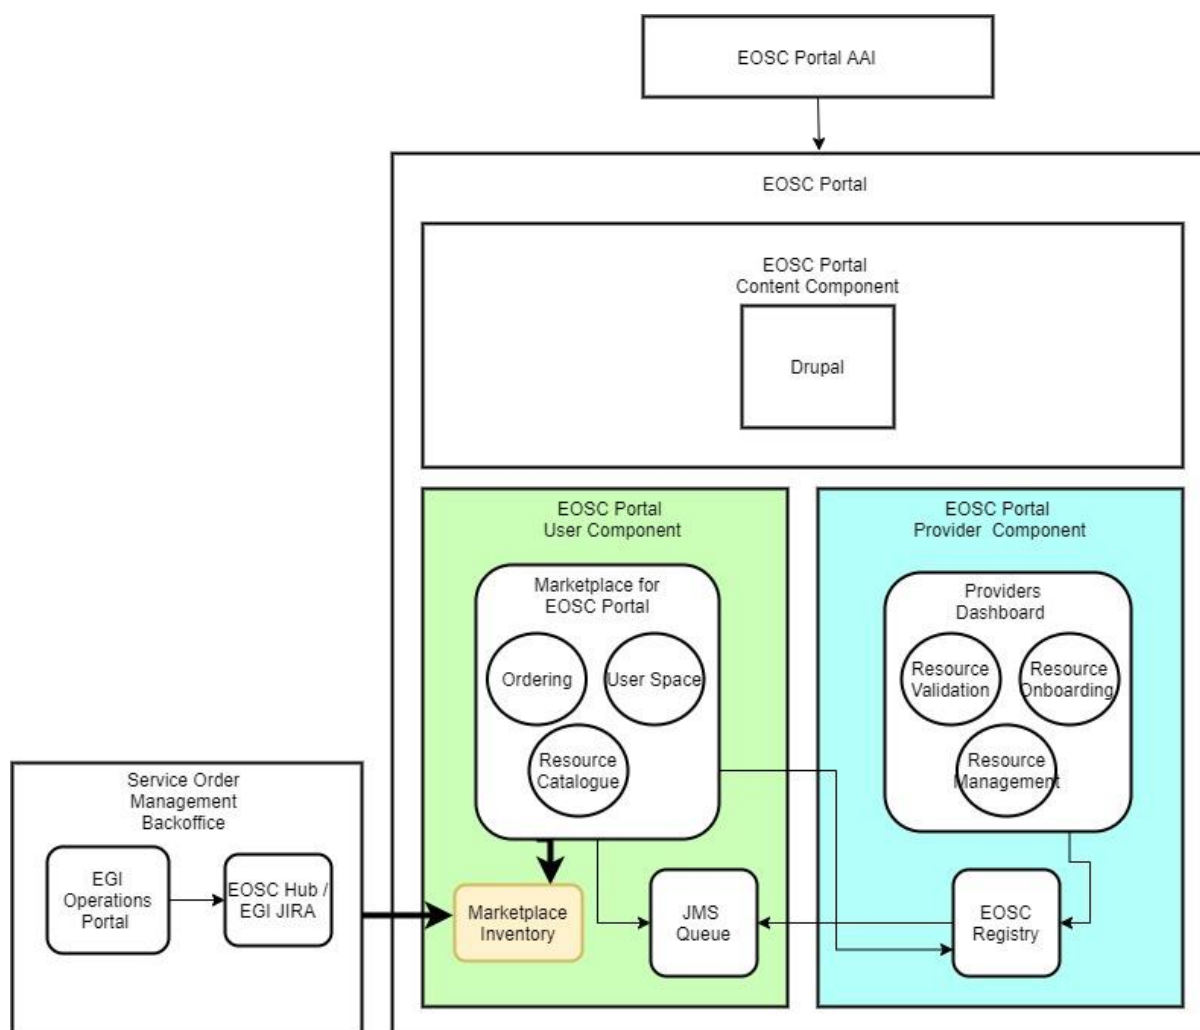 EOSC Portal AAI
EOSC Portal
EOSC Portal
Content Component
Drupal
EOSC Portal
User Component
Marketplace for
EOSC Portal
Ordering
User Space
Resource
Catalogue
Marketplace
Inventory
JMS
Queue
EOSC Portal
Provider Component
Providers
Dashboard
Resource
Validation
Resource
Onboarding
Resource
Management
EOSC
Registry
Service Order
Management
Backoffice
EGI
Operations
Portal
EOSC Hub /
EGI JIRA